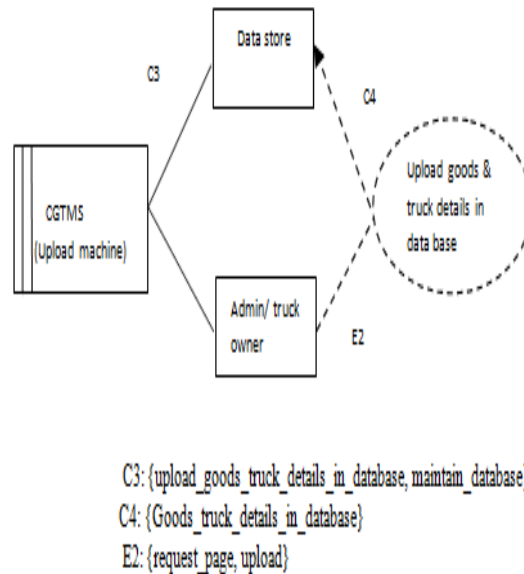 Data store
C3
C4
CGTMS
(Upload machine)
Upload goods &
truck details in
data base
Admin/ truck
owner
E2
C3: {upload_goods_truck_details_in_database, maintain_database}
C4: {Goods_truck_details_in_database}
E2: {request_page, upload}